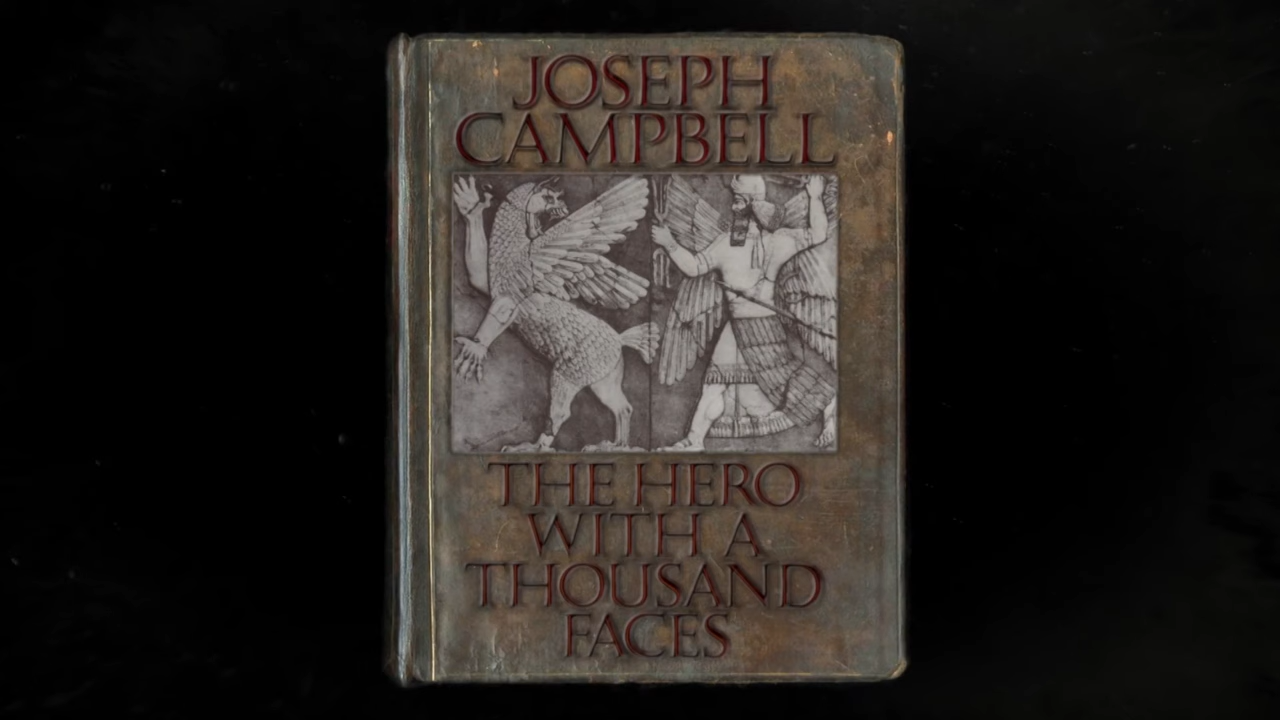 JOSEPH
CAMPBELL
THE HERO
WITH A
THOUSAND
FACES